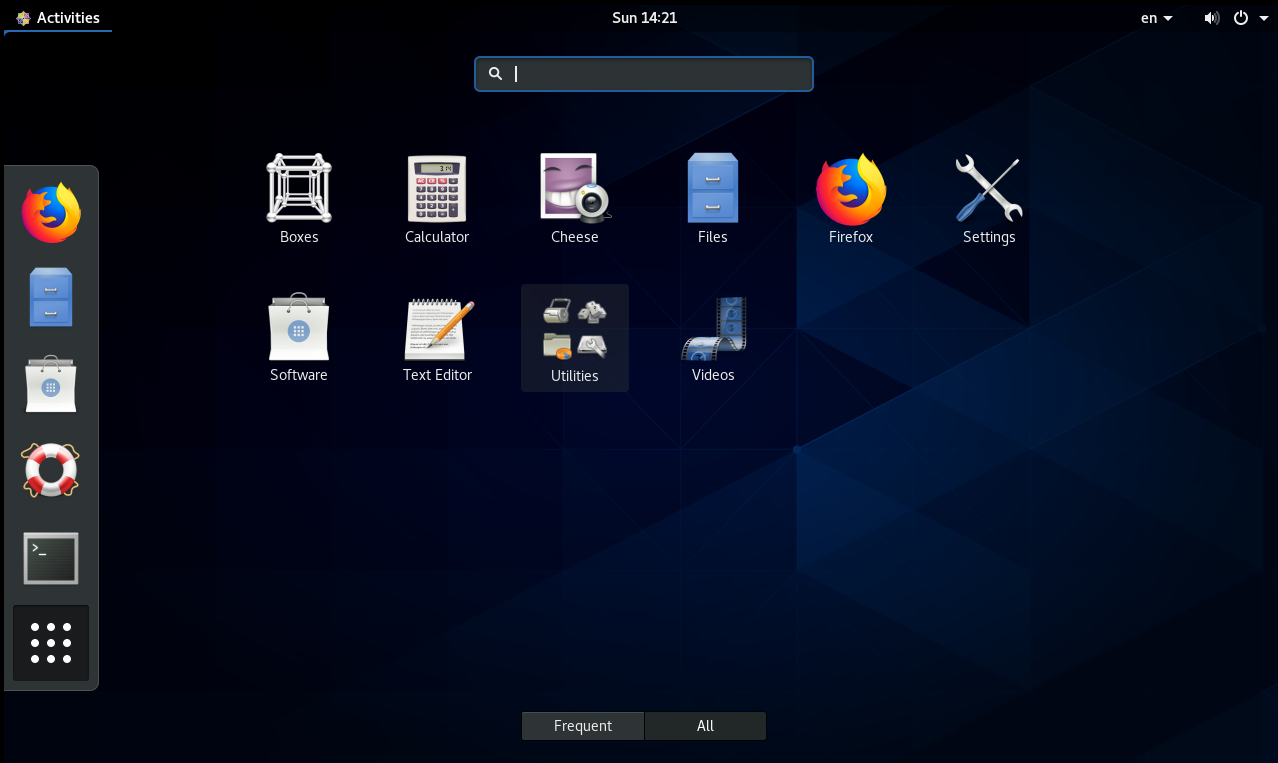 Activities
Sun 14:21
en
Boxes
Calculator
Cheese
Files
Firefox
Settings
Software
Text Editor
Utilities
Videos
>_
Frequent
All